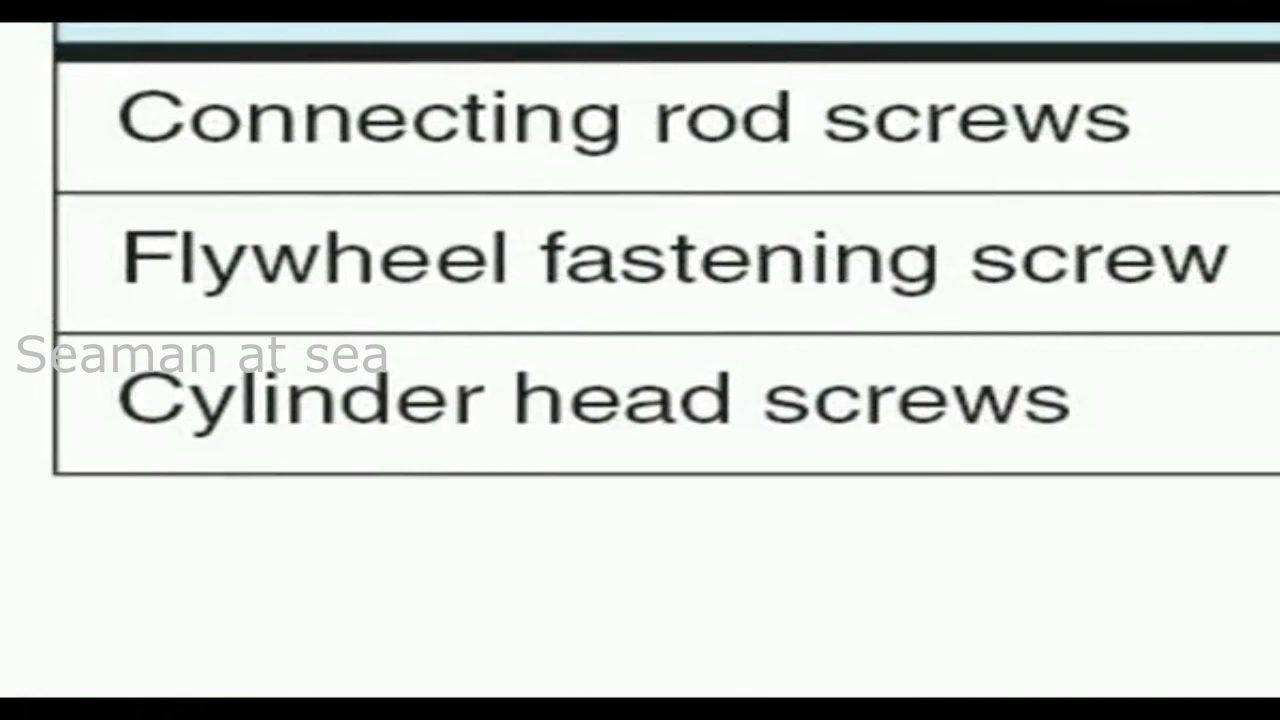 Connecting rod screws
Flywheel fastening screw
Seaman at sea
Cylinder head screws